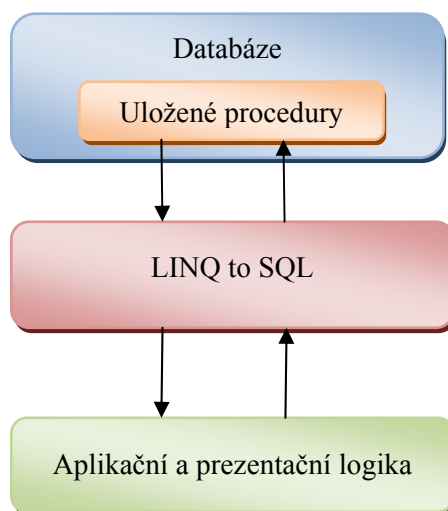 Databáze
Uložené procedury
LINQ to SQL
Aplikační a prezentační logika